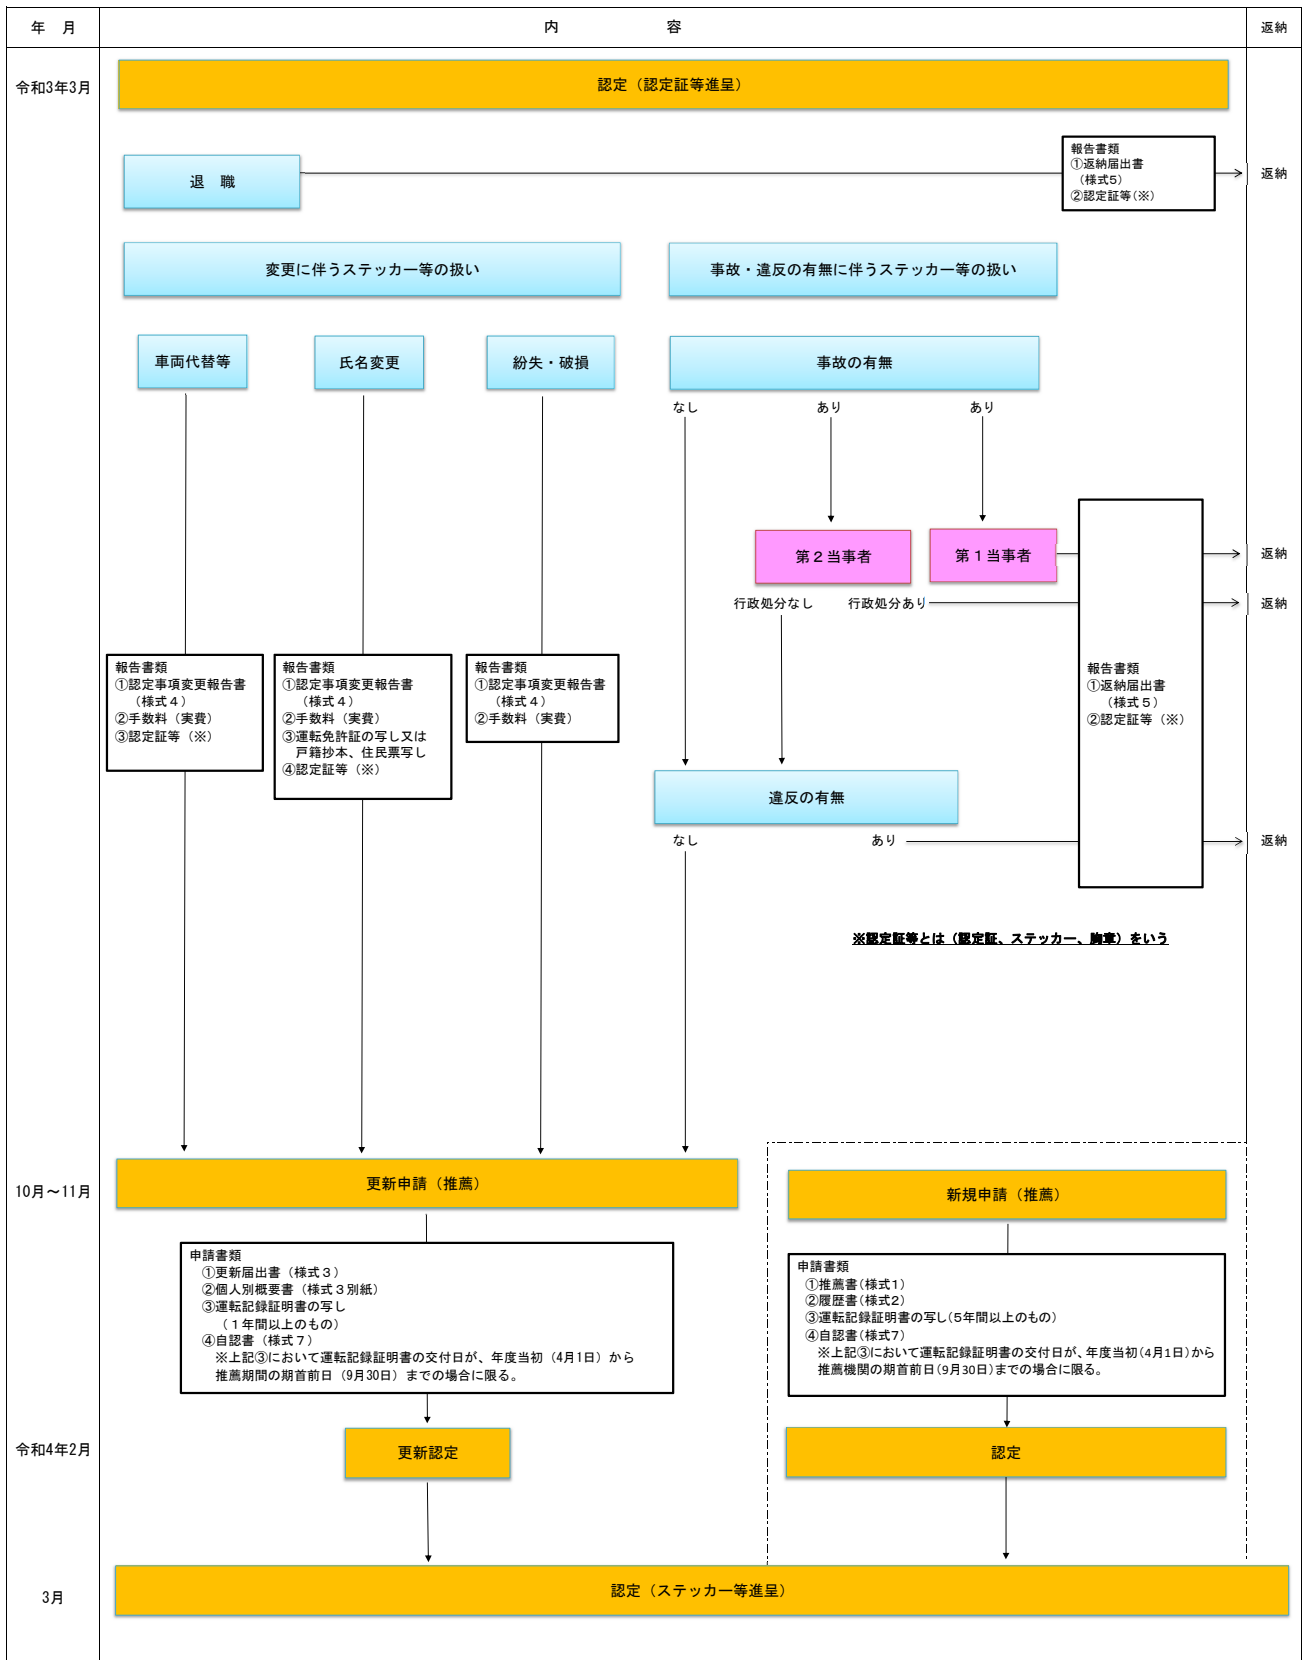 年　月
内　　　容
返納
令和3年3月
認定（認定証等進呈）
退　職
報告書類
①返納届出書
（様式5）
②認定証等(※)
返納
変更に伴うステッカー等の扱い
事故・違反の有無に伴うステッカー等の扱い
車両代替等
氏名変更
紛失・破損
事故の有無
なし
あり
あり
第２当事者
第１当事者
返納
行政処分なし
行政処分あり
返納
報告書類
①認定事項変更報告書
（様式４）
②手数料（実費）
③認定証等（※）
報告書類
①認定事項変更報告書
（様式４）
②手数料（実費）
③運転免許証の写し又は
戸籍抄本、住民票写し
④認定証等（※）
報告書類
①認定事項変更報告書
（様式４）
②手数料（実費）
報告書類
①返納届出書
（様式５）
②認定証等（※）
違反の有無
なし
あり
返納
※認定証等とは（認定証、ステッカー、胸章）をいう
10月～11月
更新申請（推薦）
新規申請（推薦）
申請書類
①更新届出書（様式３）
②個人別概要書（様式３別紙）
③運転記録証明書の写し
（１年間以上のもの）
④自認書（様式７）
※上記③において運転記録証明書の交付日が、年度当初（4月1日）から
推薦期間の期首前日（9月30日）までの場合に限る。
申請書類
①推薦書(様式1)
②履歴書(様式2)
③運転記録証明書の写し(5年間以上のもの)
④自認書(様式7)
※上記③において運転記録証明書の交付日が、年度当初(4月1日)から
推薦機関の期首前日(9月30日)までの場合に限る。
令和4年2月
更新認定
認定
3月
認定（ステッカー等進呈）